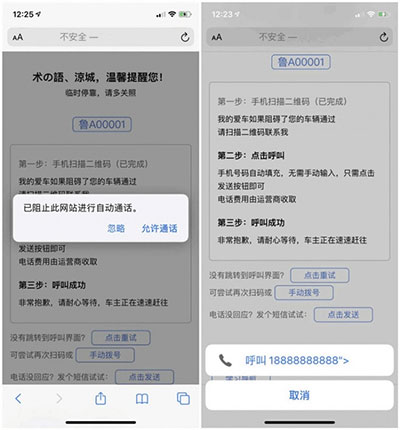 12:25
AA
不安全 —
术の語、涼城，温馨提醒您！
临时停靠，请多关照
鲁A00001
第一步：手机扫描二维码（已完成）
我的爱车如果阻碍了您的车辆通过
请扫描二维码联系我
已阻止此网站进行自动通话。
忽略 允许通话
发送按钮即可
电话费用由运营商收取
第三步：呼叫成功
非常抱歉，请耐心等待，车主正在速速赶往
没有跳转到呼叫界面？ 点击重试
可尝试再次扫码或 手动拨号
电话没回应？发个短信试试： 点击发送
12:23
AA
不安全 —
鲁A00001
第一步：手机扫描二维码（已完成）
我的爱车如果阻碍了您的车辆通过
请扫描二维码联系我
第二步：点击呼叫
手机号码自动填充，无需手动输入，只需点击
发送按钮即可
电话费用由运营商收取
第三步：呼叫成功
非常抱歉，请耐心等待，车主正在速速赶往
没有跳转到呼叫界面？ 点击重试
可尝试再次扫码或 手动拨号
电话没回应？发个短信试试： 点击发送
呼叫 18888888888">
取消